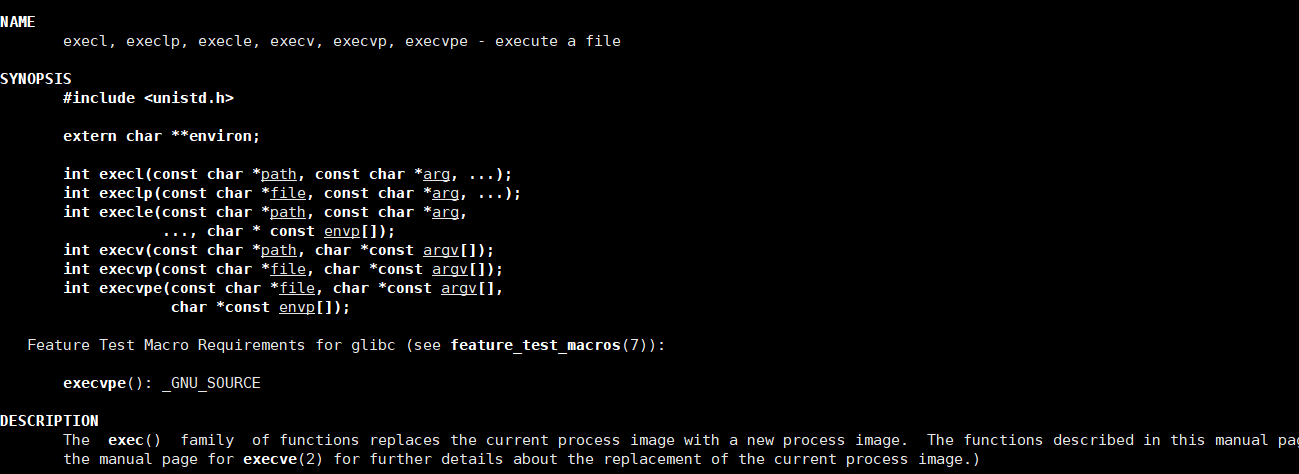 NAME
execl, execlp, execle, execv, execvp, execvpe - execute a file
SYNOPSIS
#include <unistd.h>
extern char **environ;
int execl(const char *path, const char *arg, ...);
int execlp(const char *file, const char *arg, ...);
int execle(const char *path, const char *arg,
..., char * const envp[]);
int execv(const char *path, char *const argv[]);
int execvp(const char *file, char *const argv[]);
int execvpe(const char *file, char *const argv[],
char *const envp[]);
Feature Test Macro Requirements for glibc (see feature_test_macros(7)):
execvpe(): _GNU_SOURCE
DESCRIPTION
The exec() family of functions replaces the current process image with a new process image. The functions described in this manual
the manual page for execve(2) for further details about the replacement of the current process image.)